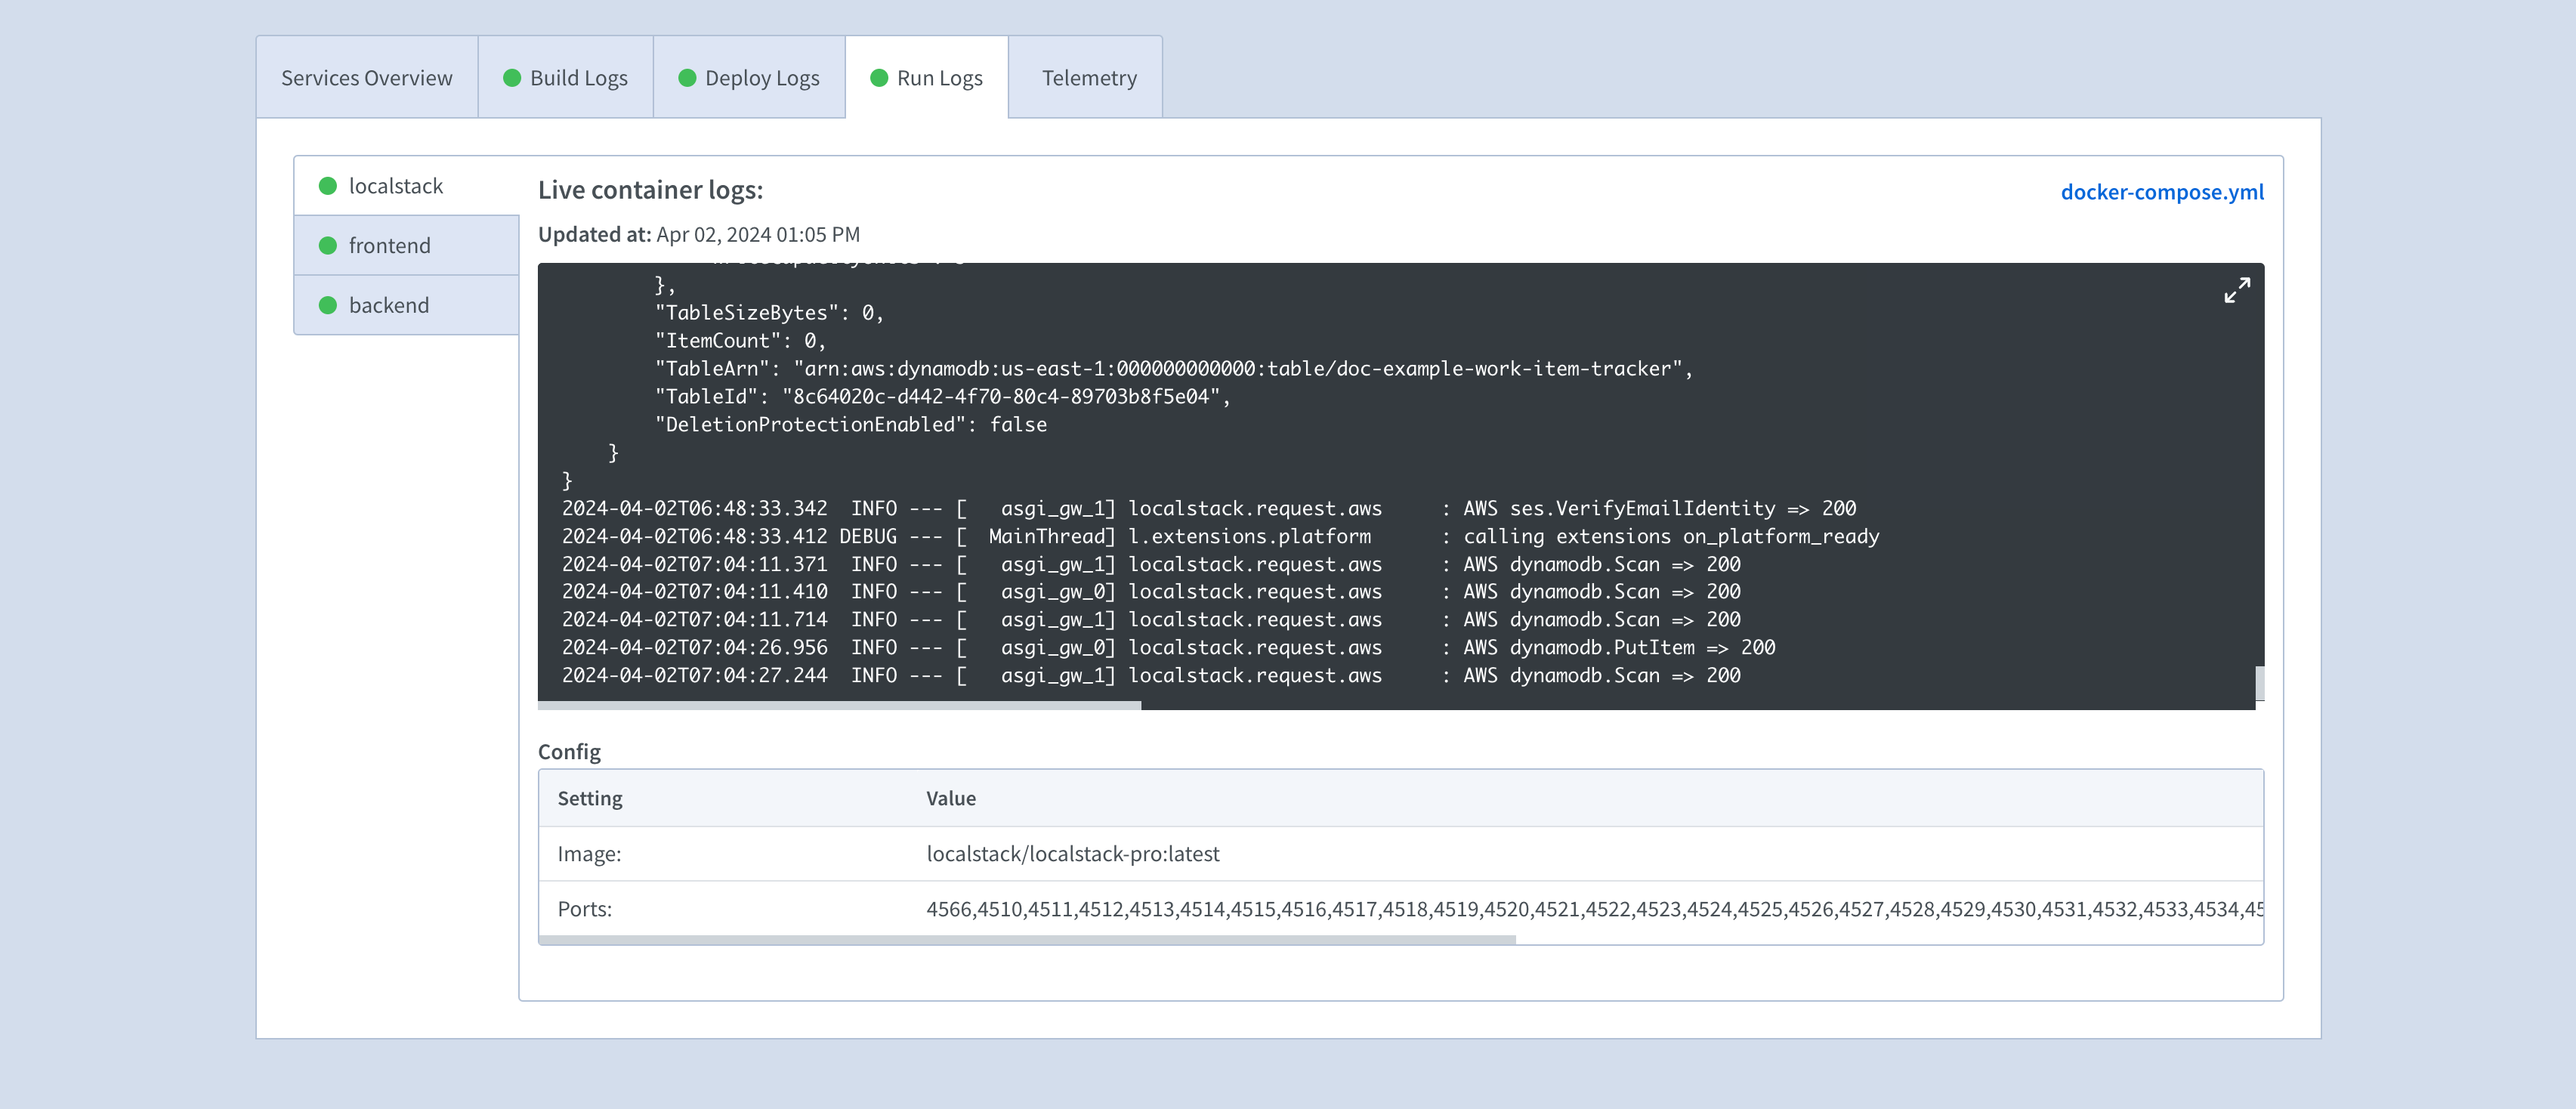 Services Overview
Build Logs
Deploy Logs
Run Logs
Telemetry
localstack
frontend
backend
Live container logs:
docker-compose.yml
Updated at: Apr 02, 2024 01:05 PM
},
"TableSizeBytes": 0,
"ItemCount": 0,
"TableArn": "arn:aws:dynamodb:us-east-1:000000000000:table/doc-example-work-item-tracker",
"TableId": "8c64020c-d442-4f70-80c4-89703b8f5e04",
"DeletionProtectionEnabled": false
}
}
2024-04-02T06:48:33.342  INFO --- [   asgi_gw_1] localstack.request.aws     : AWS ses.VerifyEmailIdentity => 200
2024-04-02T06:48:33.412 DEBUG --- [  MainThread] l.extensions.platform      : calling extensions on_platform_ready
2024-04-02T07:04:11.371  INFO --- [   asgi_gw_1] localstack.request.aws     : AWS dynamodb.Scan => 200
2024-04-02T07:04:11.410  INFO --- [   asgi_gw_0] localstack.request.aws     : AWS dynamodb.Scan => 200
2024-04-02T07:04:11.714  INFO --- [   asgi_gw_1] localstack.request.aws     : AWS dynamodb.Scan => 200
2024-04-02T07:04:26.956  INFO --- [   asgi_gw_0] localstack.request.aws     : AWS dynamodb.PutItem => 200
2024-04-02T07:04:27.244  INFO --- [   asgi_gw_1] localstack.request.aws     : AWS dynamodb.Scan => 200
Config
Setting Value
Image: localstack/localstack-pro:latest
Ports: 4566,4510,4511,4512,4513,4514,4515,4516,4517,4518,4519,4520,4521,4522,4523,4524,4525,4526,4527,4528,4529,4530,4531,4532,4533,4534,45